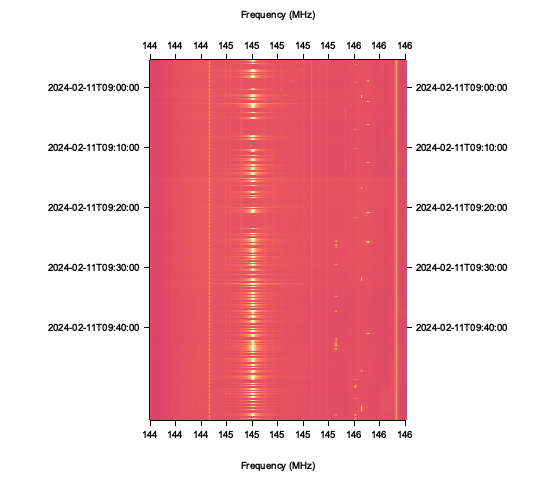 Frequency (MHz)
144 144 144 145 145 145 145 146 146 146 146
2024-02-11T09:00:00 2024-02-11T09:00:00
2024-02-11T09:10:00 2024-02-11T09:10:00
2024-02-11T09:20:00 2024-02-11T09:20:00
2024-02-11T09:30:00 2024-02-11T09:30:00
2024-02-11T09:40:00 2024-02-11T09:40:00
144 144 144 145 145 145 145 146 146 146 146
Frequency (MHz)